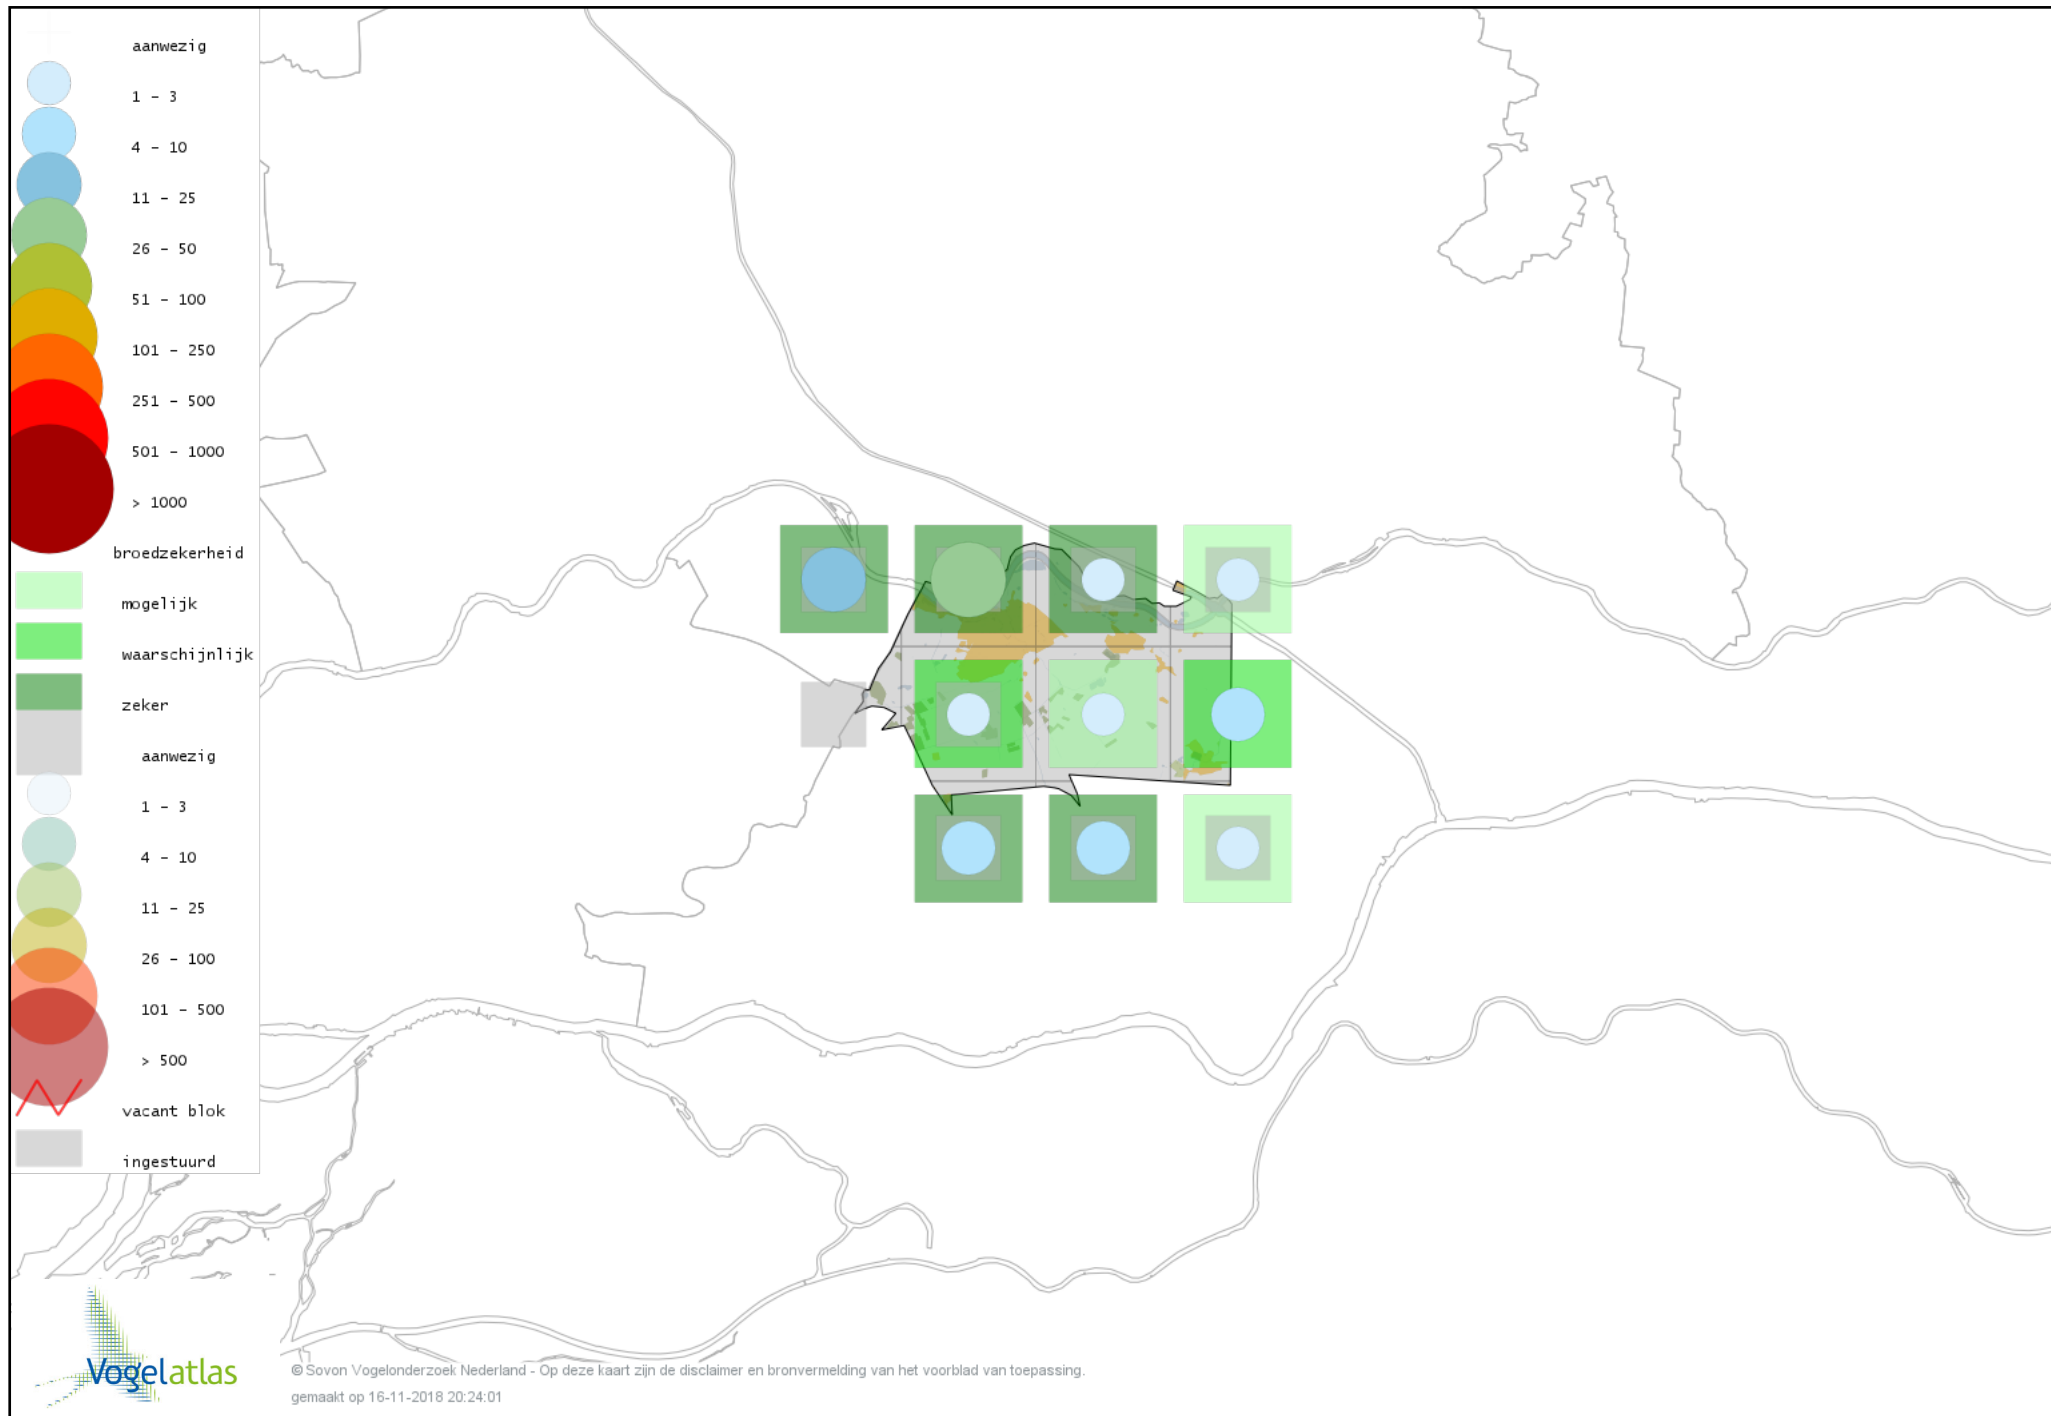 aanwezig
1 - 3
4 - 10
11 - 25
26 - 50
51 - 100
101 - 250
251 - 500
501 - 1000
> 1000
broedzekerheid
mogelijk
waarschijnlijk
zeker
aanwezig
1 - 3
4 - 10
11 - 25
26 - 100
101 - 500
> 500
vacant blok
ingestuurd
Vogelatlas
© Sovon Vogelonderzoek Nederland - Op deze kaart zijn de disclaimer en bronvermelding van het voorblad van toepassing.
gemaakt op 16-11-2018 20:24:01